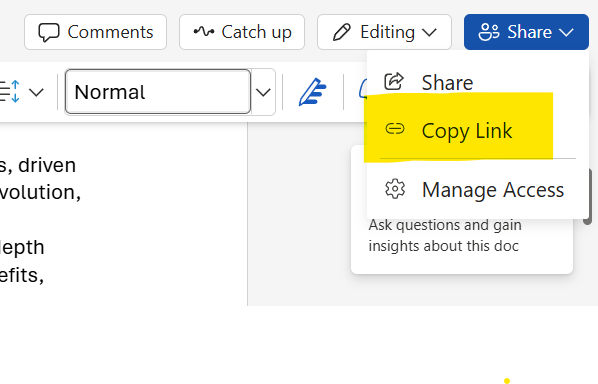 Comments
Catch up
Editing
Share
Normal
Share
Copy Link
Manage Access
s, driven
volution,
depth
efits,
Ask questions and gain
insights about this doc